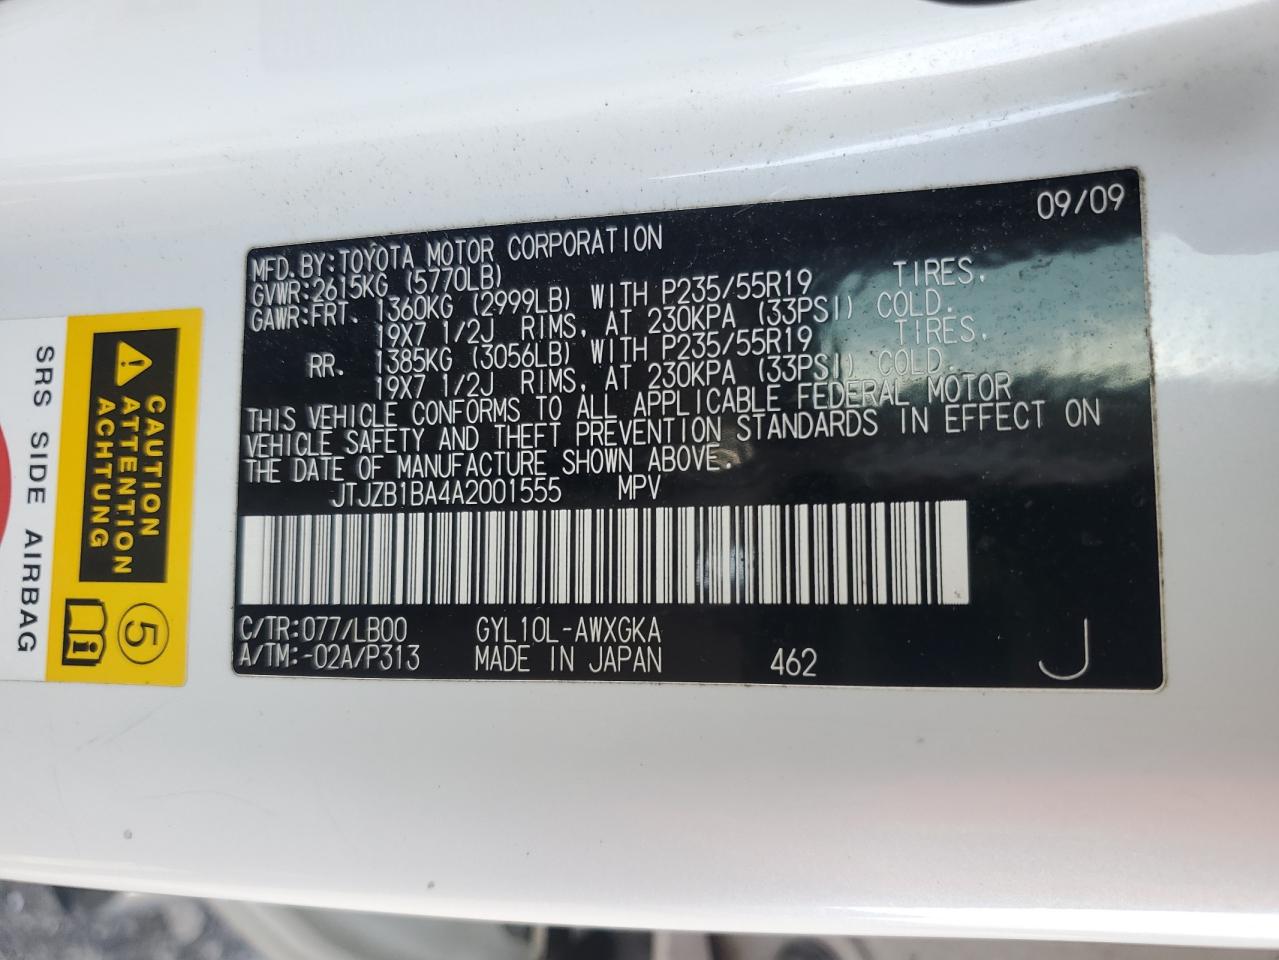 09/09
MFD.BY:TOYOTA MOTOR CORPORATION
GVWR:2615KG (5770LB)
GAWR:FRT. 1360KG (2999LB) WITH P235/55R19 TIRES,
19X7 1/2J RIMS, AT 230KPA (33PSI) COLD.
RR. 1385KG (3056LB) WITH P235/55R19 TIRES,
19X7 1/2J RIMS, AT 230KPA (33PSI) COLD.
THIS VEHICLE CONFORMS TO ALL APPLICABLE FEDERAL MOTOR
VEHICLE SAFETY AND THEFT PREVENTION STANDARDS IN EFFECT ON
THE DATE OF MANUFACTURE SHOWN ABOVE.
JTJZB1BA4A2001555 MPV
C/TR:077/LB00 GYL10L-AWXGKA
A/TM:-02A/P313 MADE IN JAPAN 462 J
CAUTION
ATTENTION
ACHTUNG
5
SRS SIDE AIRBAG